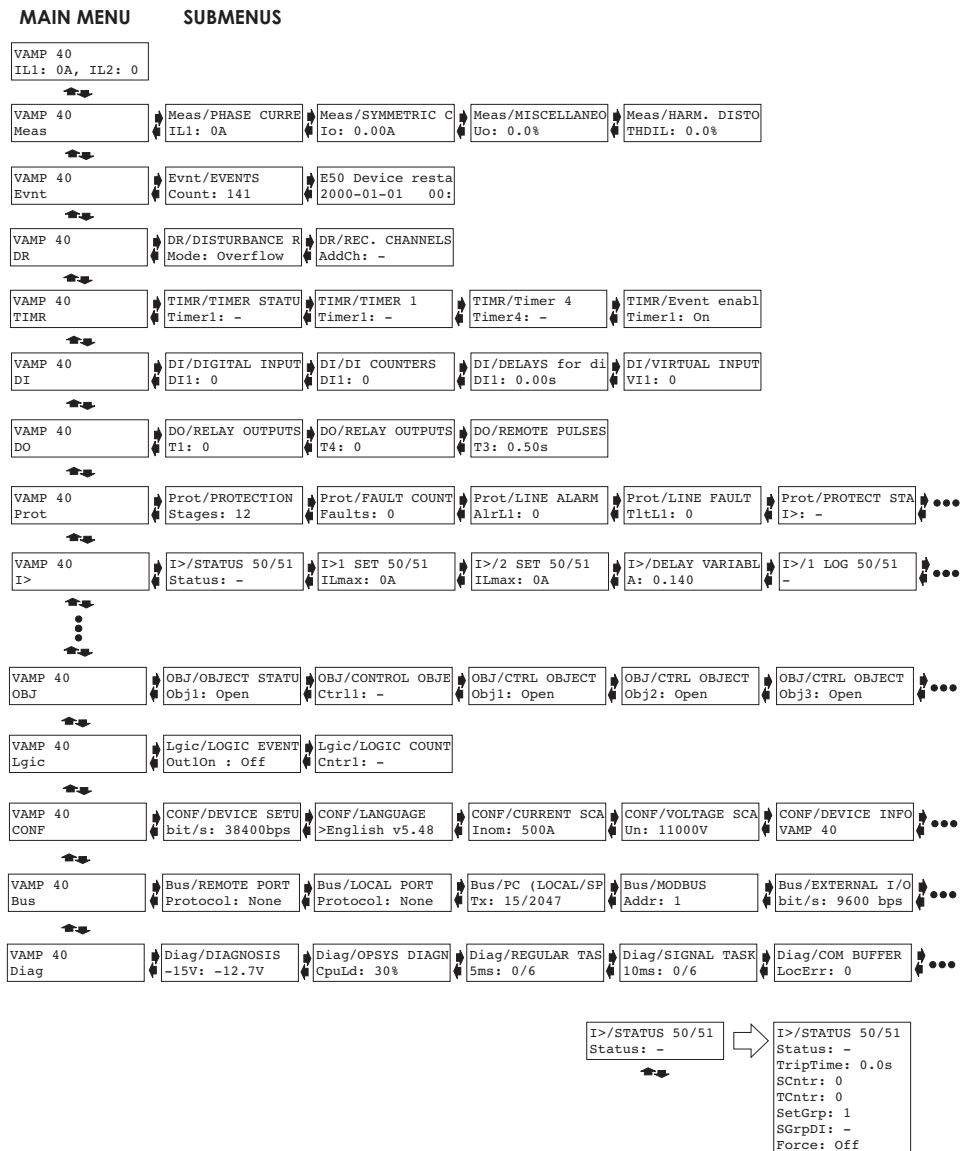 MAIN MENU SUBMENUS
VAMP 40
IL1: 0A, IL2: 0
VAMP 40
Meas
Meas/PHASE CURRE
IL1: 0A
Meas/SYMMETRIC C
Io: 0.00A
Meas/MISCELLANEO
Uo: 0.0%
Meas/HARM. DISTO
THDIL: 0.0%
VAMP 40
Evnt
Evnt/EVENTS
Count: 141
E50 Device resta
2000-01-01 00:
VAMP 40
DR
DR/DISTURBANCE R
Mode: Overflow
DR/REC. CHANNELS
AddCh: -
VAMP 40
TIMR
TIMR/TIMER STATU
Timer1: -
TIMR/TIMER 1
Timer1: -
TIMR/Timer 4
Timer4: -
TIMR/Event enabl
Timer1: On
VAMP 40
DI
DI/DIGITAL INPUT
DI1: 0
DI/DI COUNTERS
DI1: 0
DI/DELAYS for di
DI1: 0.00s
DI/VIRTUAL INPUT
VI1: 0
VAMP 40
DO
DO/RELAY OUTPUTS
T1: 0
DO/RELAY OUTPUTS
T4: 0
DO/REMOTE PULSES
T3: 0.50s
VAMP 40
Prot
Prot/PROTECTION
Stages: 12
Prot/FAULT COUNT
Faults: 0
Prot/LINE ALARM
AlrL1: 0
Prot/LINE FAULT
TltL1: 0
Prot/PROTECT STA
I>: -
VAMP 40
I>
I>/STATUS 50/51
Status: -
I>1 SET 50/51
ILmax: 0A
I>/2 SET 50/51
ILmax: 0A
I>/DELAY VARIABL
A: 0.140
I>/1 LOG 50/51
-
VAMP 40
OBJ
OBJ/OBJECT STATU
Obj1: Open
OBJ/CONTROL OBJE
Ctrl1: -
OBJ/CTRL OBJECT
Obj1: Open
OBJ/CTRL OBJECT
Obj2: Open
OBJ/CTRL OBJECT
Obj3: Open
VAMP 40
Lgic
Lgic/LOGIC EVENT
Out1On : Off
Lgic/LOGIC COUNT
Cntr1: -
VAMP 40
CONF
CONF/DEVICE SETU
bit/s: 38400bps
CONF/LANGUAGE
>English v5.48
CONF/CURRENT SCA
Inom: 500A
CONF/VOLTAGE SCA
Un: 11000V
CONF/DEVICE INFO
VAMP 40
VAMP 40
Bus
Bus/REMOTE PORT
Protocol: None
Bus/LOCAL PORT
Protocol: None
Bus/PC (LOCAL/SP
Tx: 15/2047
Bus/MODBUS
Addr: 1
Bus/EXTERNAL I/O
bit/s: 9600 bps
VAMP 40
Diag
Diag/DIAGNOSIS
-15V: -12.7V
Diag/OPSYS DIAGN
CpuLd: 30%
Diag/REGULAR TAS
5ms: 0/6
Diag/SIGNAL TASK
10ms: 0/6
Diag/COM BUFFER
LocErr: 0
I>/STATUS 50/51
Status: -
I>/STATUS 50/51
Status: -
TripTime: 0.0s
SCntr: 0
TCntr: 0
SetGrp: 1
SGrpDI: -
Force: Off